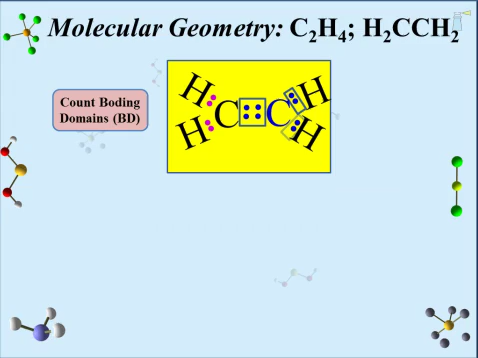 Molecular Geometry: C₂H₄; H₂CCH₂
Count Boding
Domains (BD)
H H
C C
H H